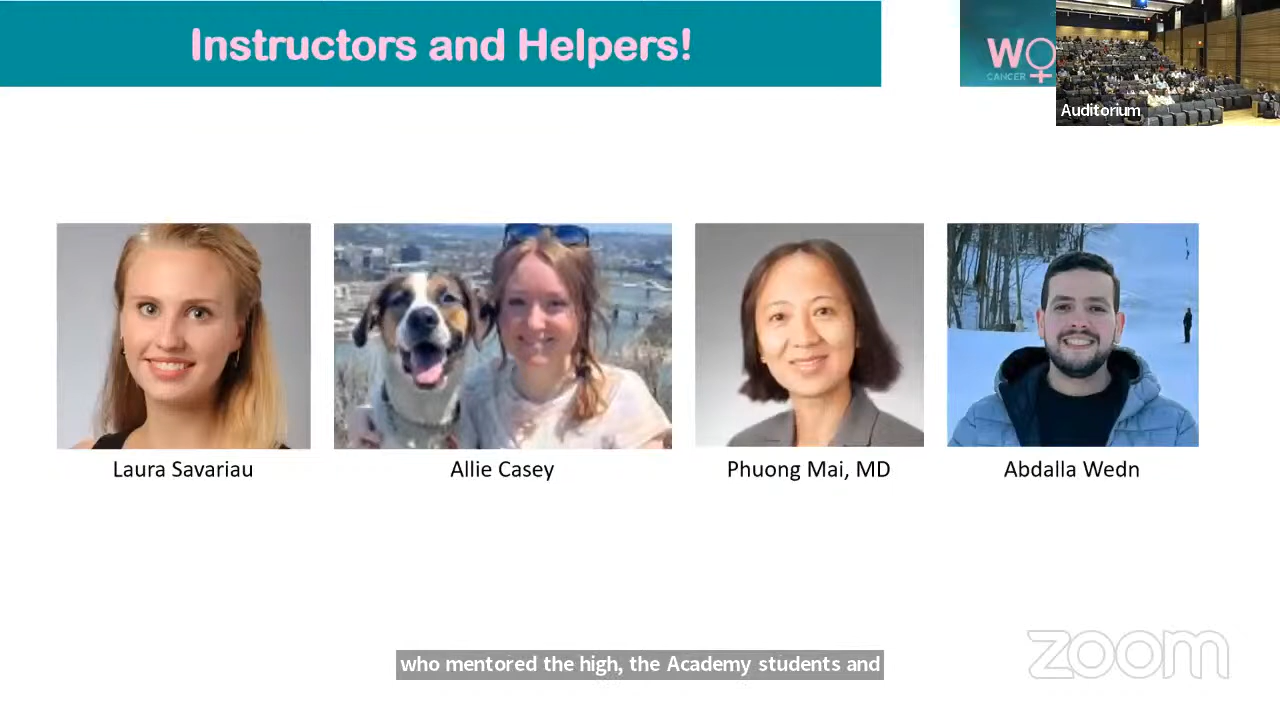 Instructors and Helpers!
WO
CANCER
Auditorium
Laura Savariau
Allie Casey
Phuong Mai, MD
Abdalla Wedn
who mentored the high, the Academy students and
zoom